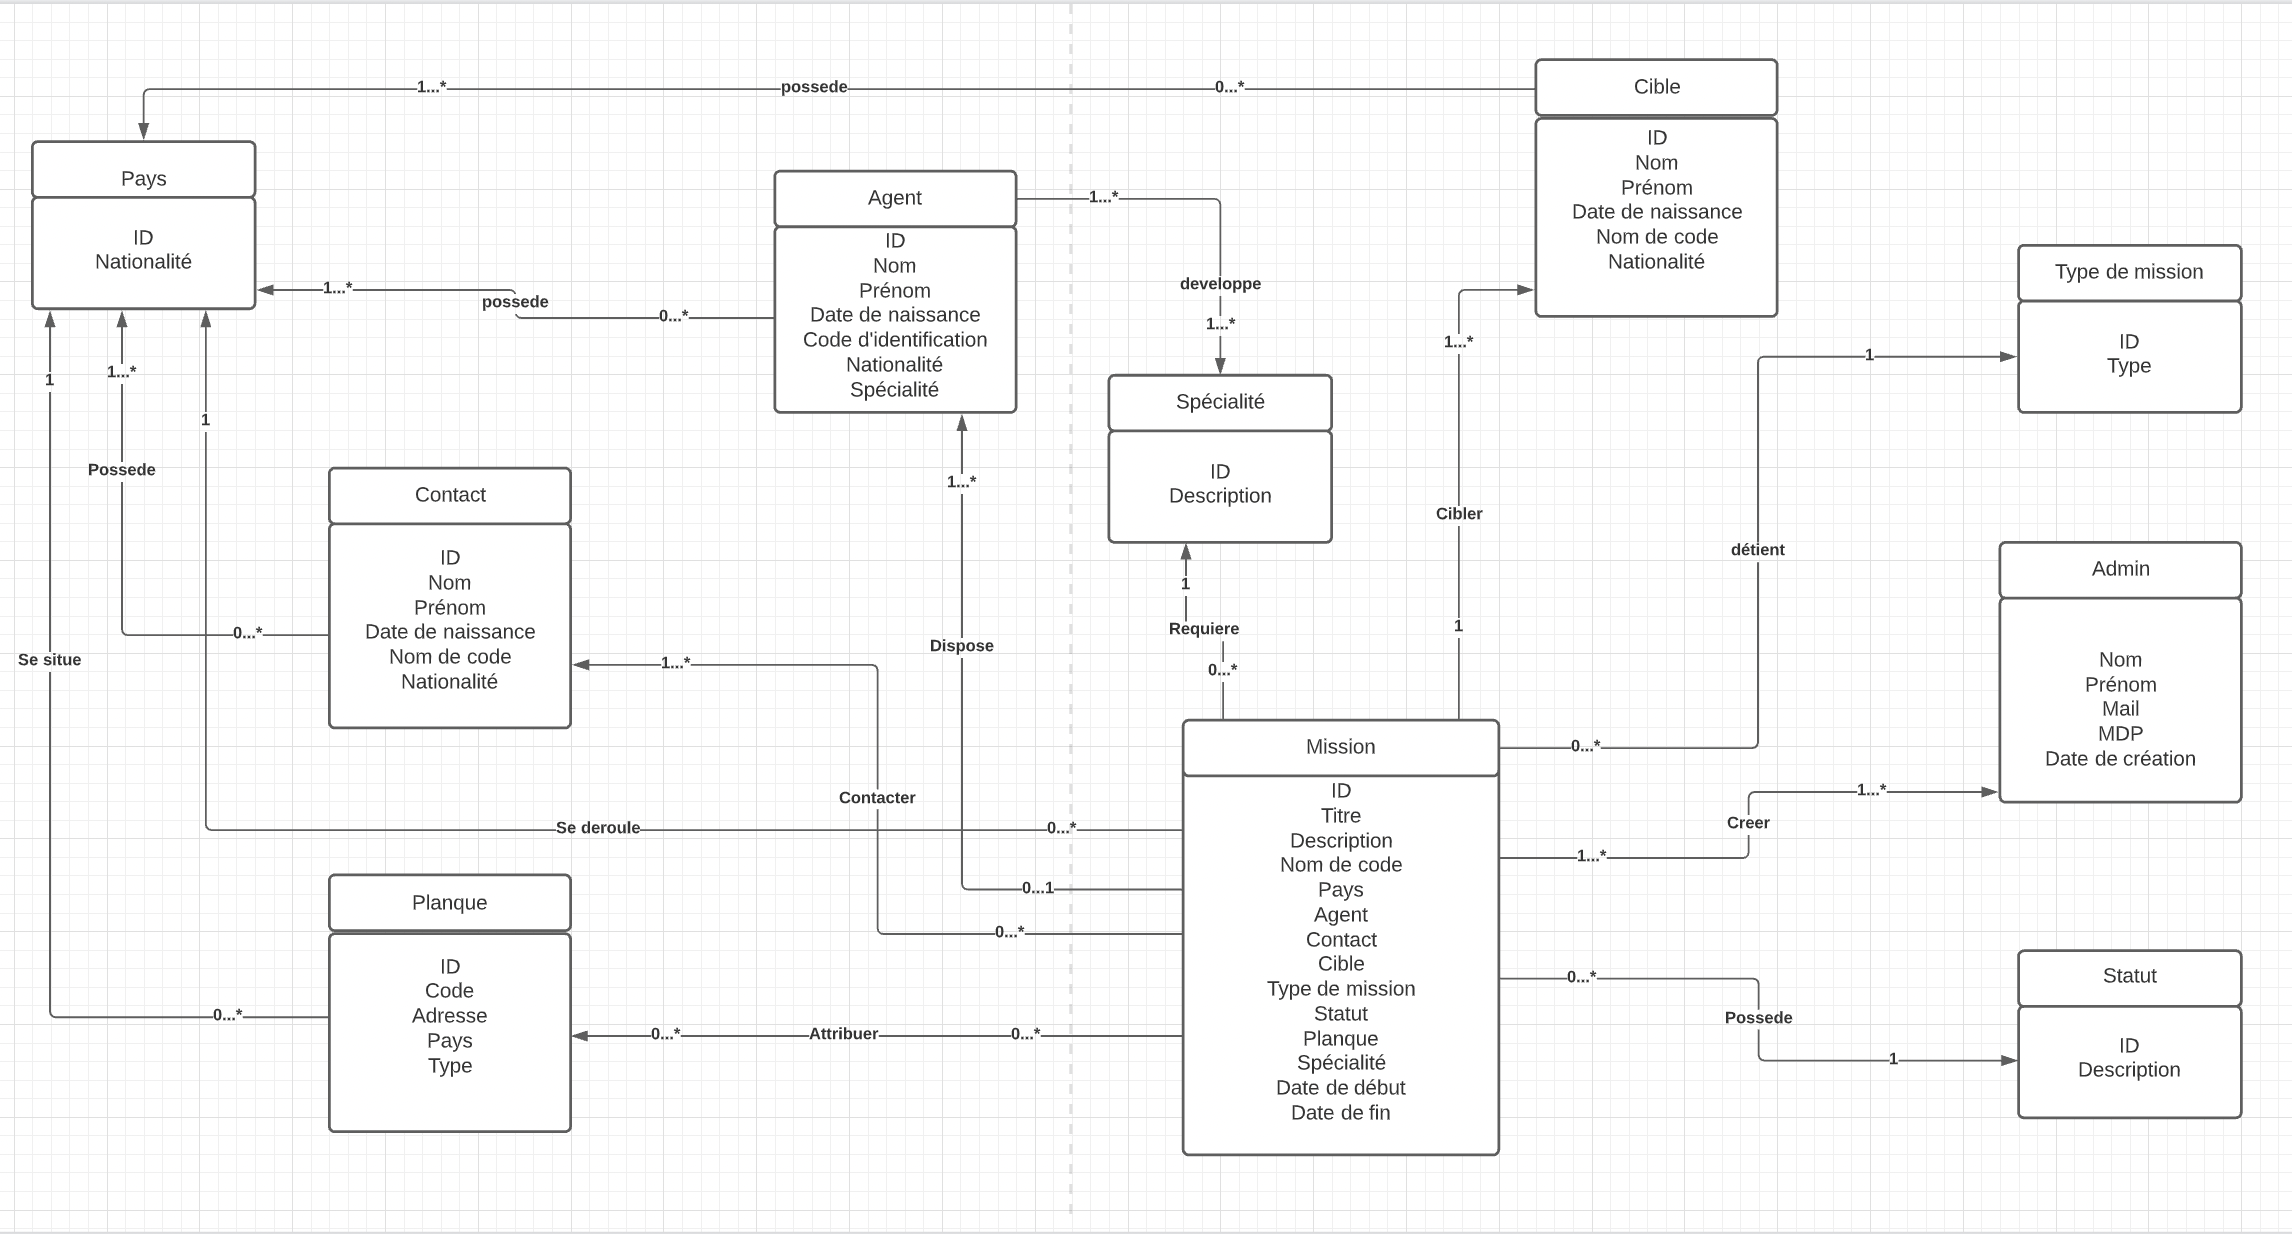 1...*
possede
0...*
Cible
ID
Nom
Prénom
Date de naissance
Nom de code
Nationalité
Pays
ID
Nationalité
Agent
ID
Nom
Prénom
Date de naissance
Code d'identification
Nationalité
Spécialité
1...*
developpe
1...*
1...*
possede
0...*
Type de mission
ID
Type
1
1...*
1
Possede
Se situe
0...*
Contact
ID
Nom
Prénom
Date de naissance
Nom de code
Nationalité
Spécialité
ID
Description
1...*
Cibler
1
1
détient
0...*
1...*
Dispose
0...1
1
Requiere
0...*
Admin
Nom
Prénom
Mail
MDP
Date de création
1...*
Contacter
0...*
Se deroule
0...*
Mission
ID
Titre
Description
Nom de code
Pays
Agent
Contact
Cible
Type de mission
Statut
Planque
Spécialité
Date de début
Date de fin
1...*
Creer
1...*
Planque
ID
Code
Adresse
Pays
Type
0...*
0...*
Attribuer
0...*
0...*
Possede
1
Statut
ID
Description